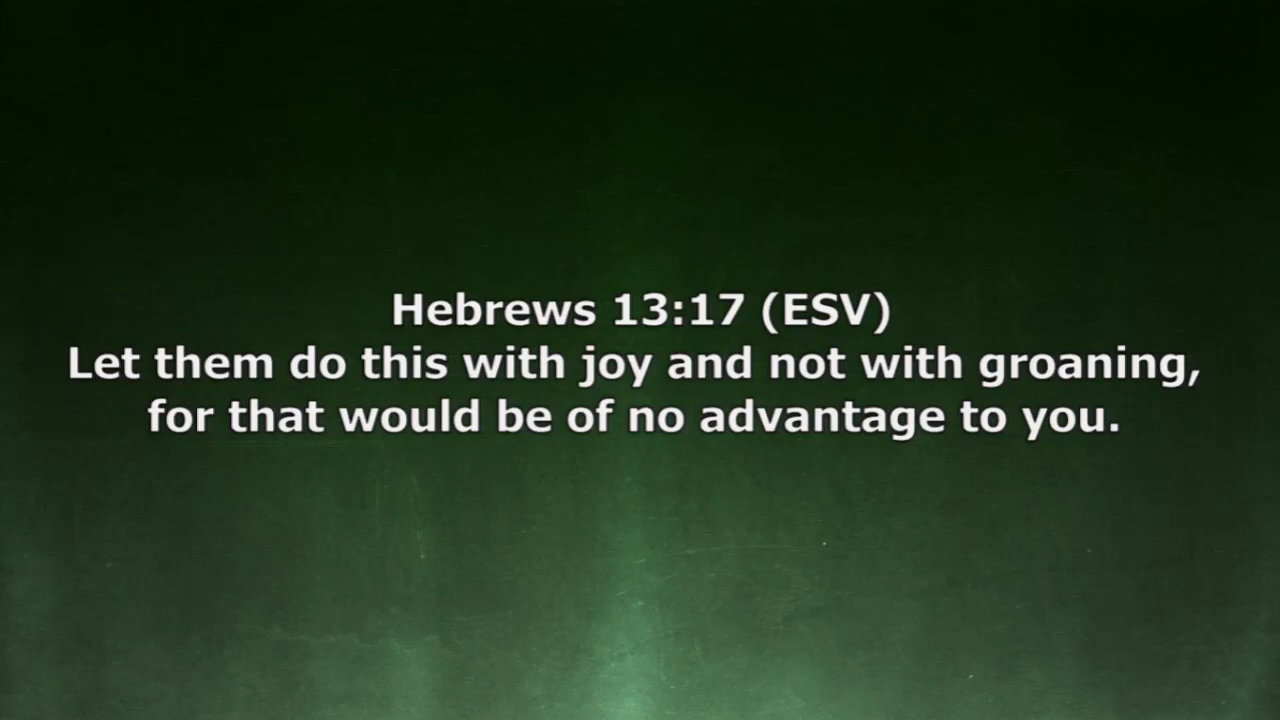 Hebrews 13:17 (ESV)
Let them do this with joy and not with groaning,
for that would be of no advantage to you.